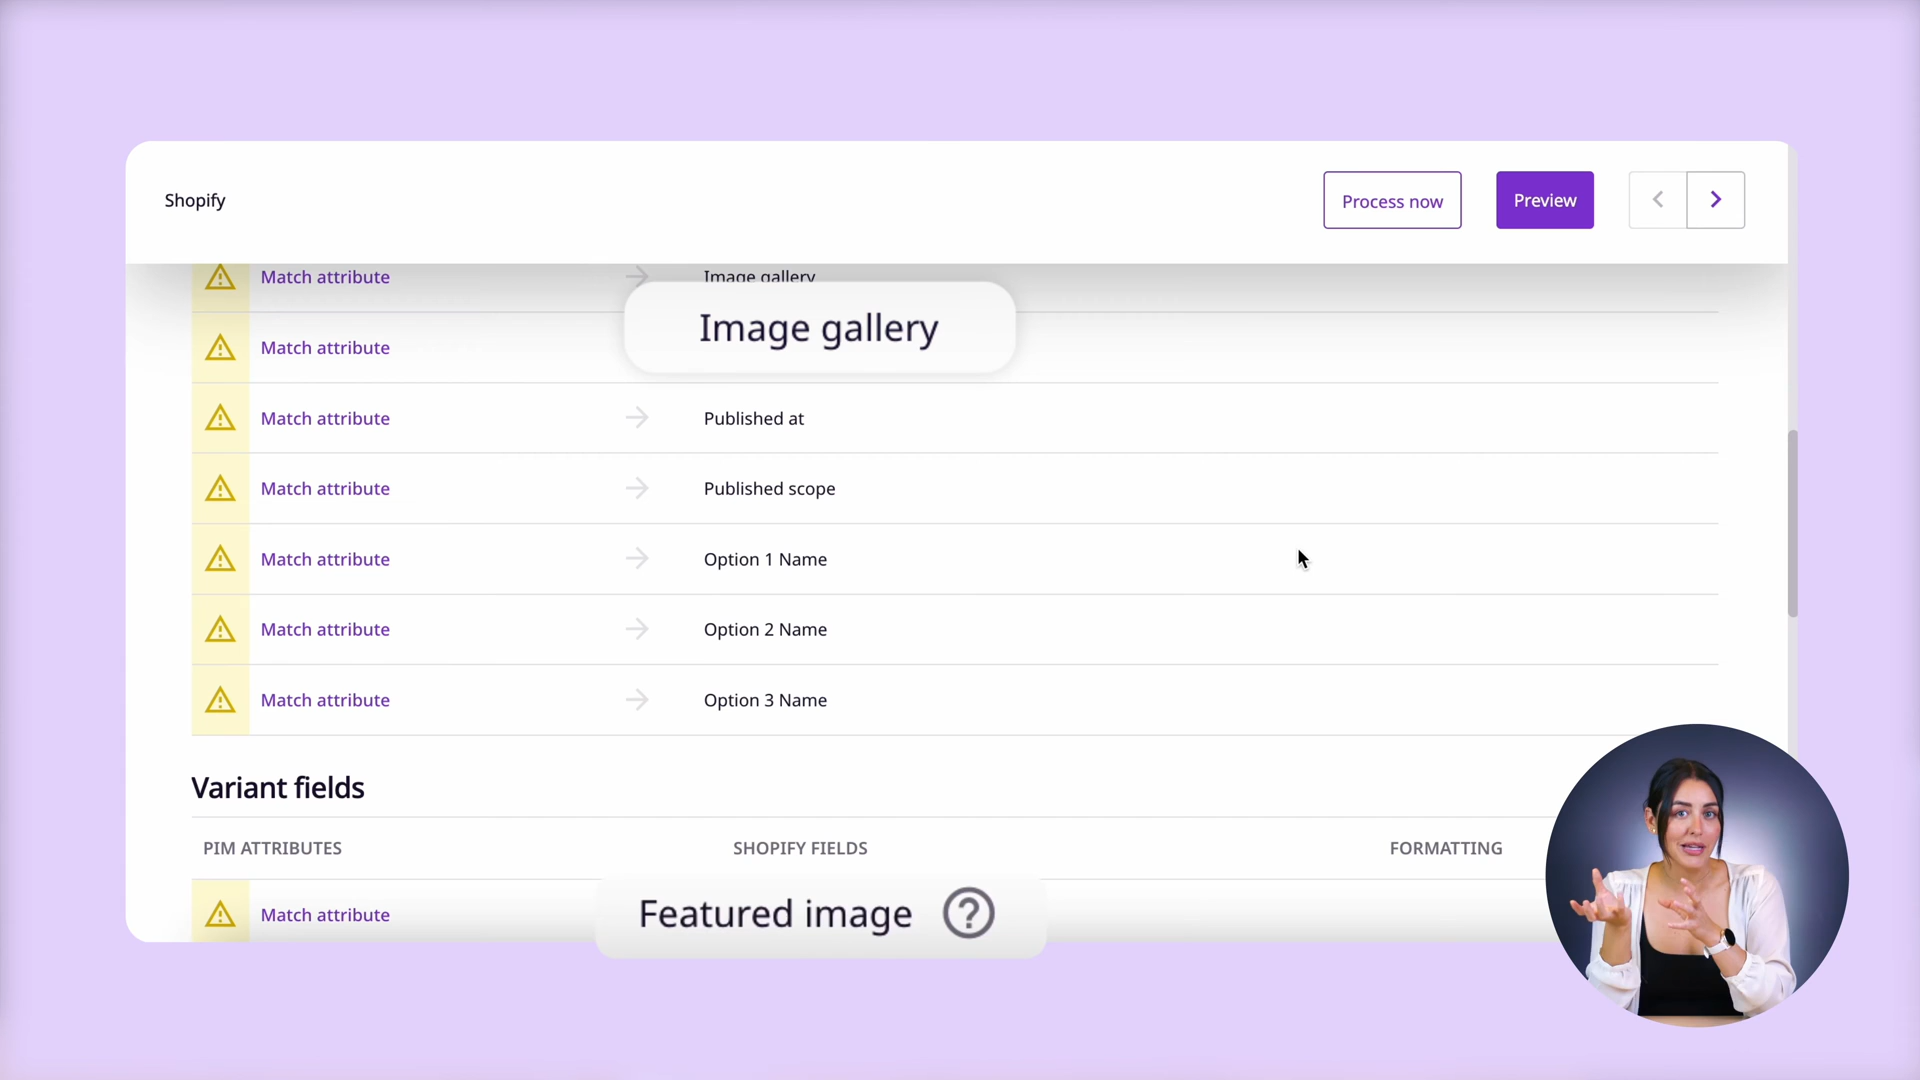 Shopify
Process now
Preview
Match attribute
Image gallery
Image gallery
Match attribute
Match attribute
Published at
Match attribute
Published scope
Match attribute
Option 1 Name
Match attribute
Option 2 Name
Match attribute
Option 3 Name
Variant fields
PIM ATTRIBUTES
SHOPIFY FIELDS
FORMATTING
Match attribute
Featured image ?